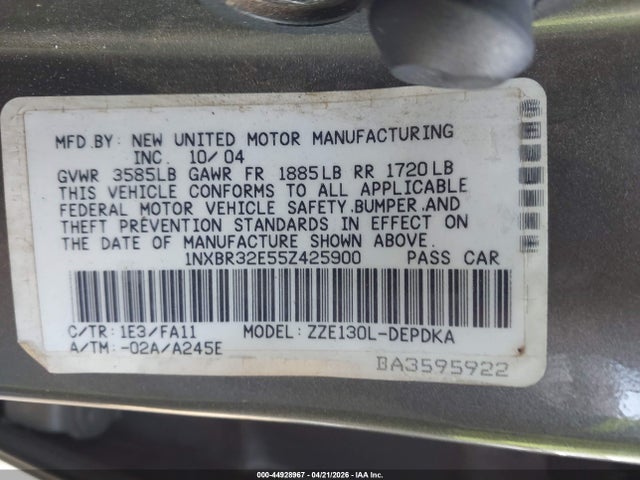 MFD.BY: NEW UNITED MOTOR MANUFACTURING
INC. 10/04
GVWR 3585LB GAWR FR 1885LB RR 1720LB
THIS VEHICLE CONFORMS TO ALL APPLICABLE
FEDERAL MOTOR VEHICLE SAFETY,BUMPER,AND
THEFT PREVENTION STANDARDS IN EFFECT ON
THE DATE OF MANUFACTURE SHOWN ABOVE.
1NXBR32E55Z425900 PASS CAR
C/TR: 1E3/FA11 MODEL: ZZE130L-DEPDKA
A/TM: -02A/A245E
BA3595922
000-44928967 - 04/21/2026 - IAA Inc.